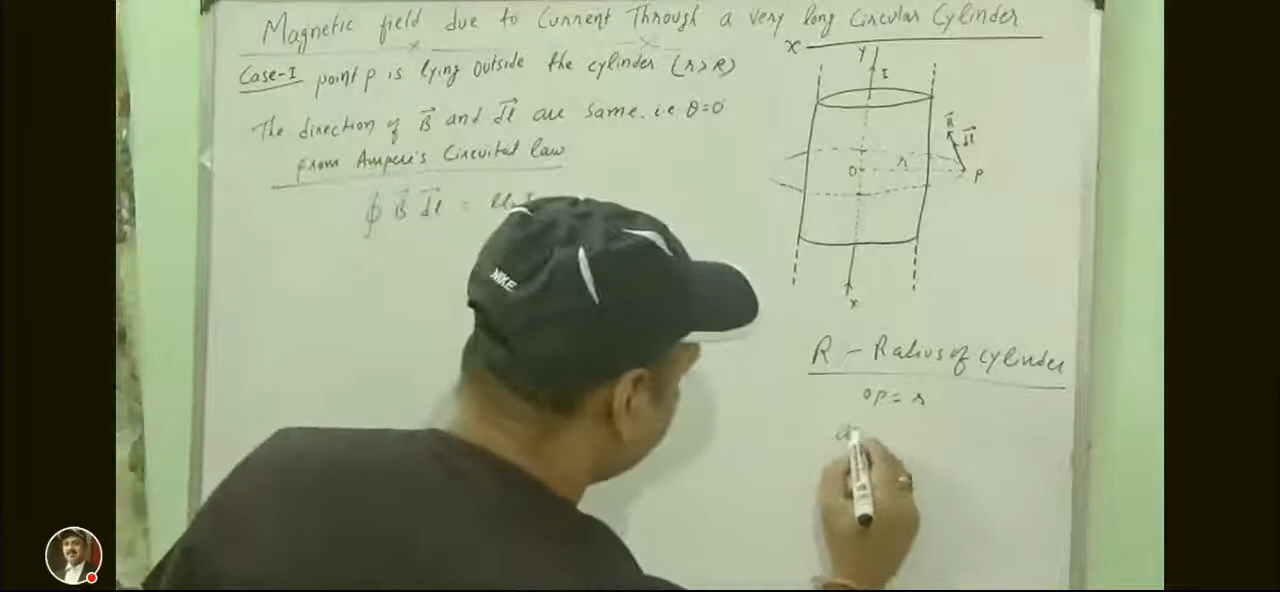 Magnetic field due to Current Through a very long Circular Cylinder
Case-I point p is lying outside the cylinder (r>R)
The direction of B⃗ and dl⃗ are same. i.e θ=0°
from Ampere's Circuital law
∮ B⃗ dl⃗ =
X
Y
I
B⃗
dl⃗
O
r
P
X
R - Radius of cylinder
OP = r
NIKE